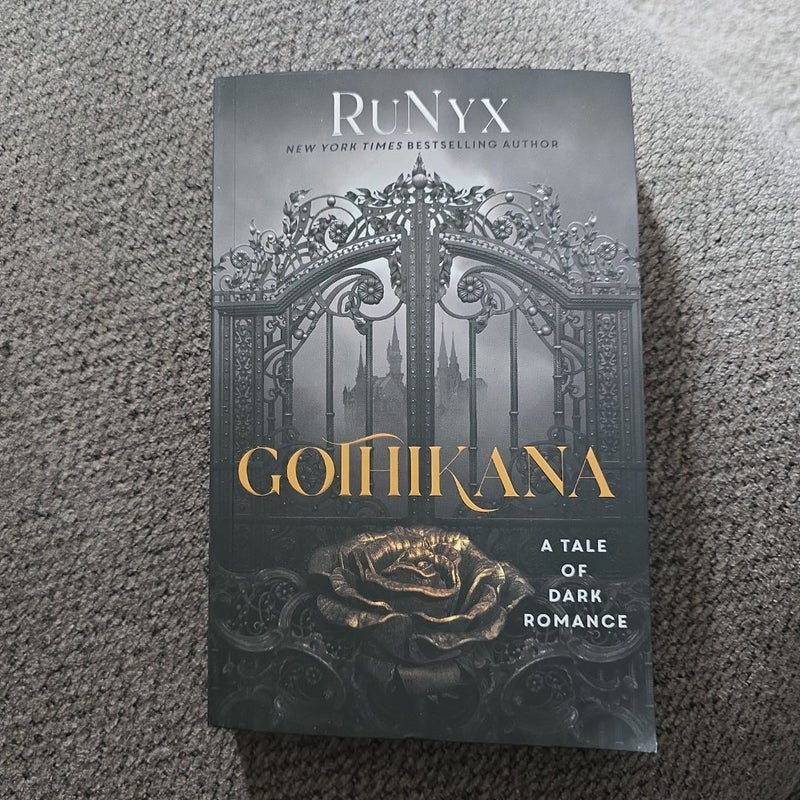 RuNyx
NEW YORK TIMES BESTSELLING AUTHOR
GOTHIKANA
A TALE
OF
DARK
ROMANCE